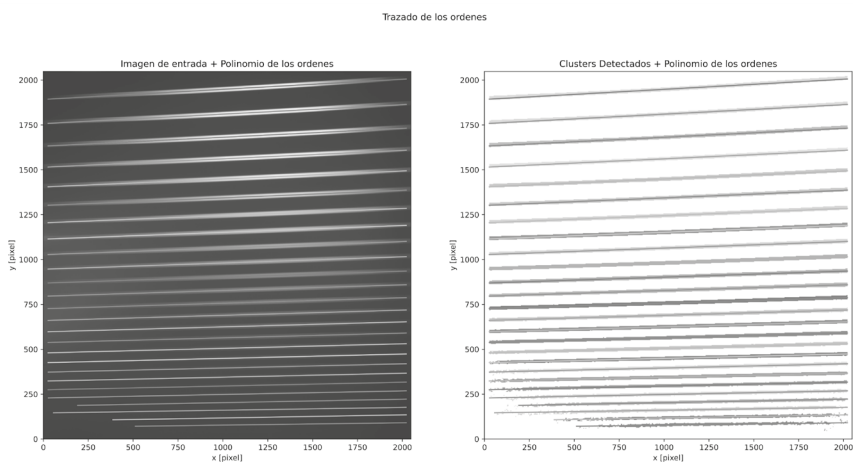 Trazado de los ordenes
Imagen de entrada + Polinomio de los ordenes
2000
1750
1500
1250
1000
750
500
250
0
y [pixel]
0 250 500 750 1000 1250 1500 1750 2000
x [pixel]
Clusters Detectados + Polinomio de los ordenes
2000
1750
1500
1250
1000
750
500
250
0
y [pixel]
0 250 500 750 1000 1250 1500 1750 2000
x [pixel]